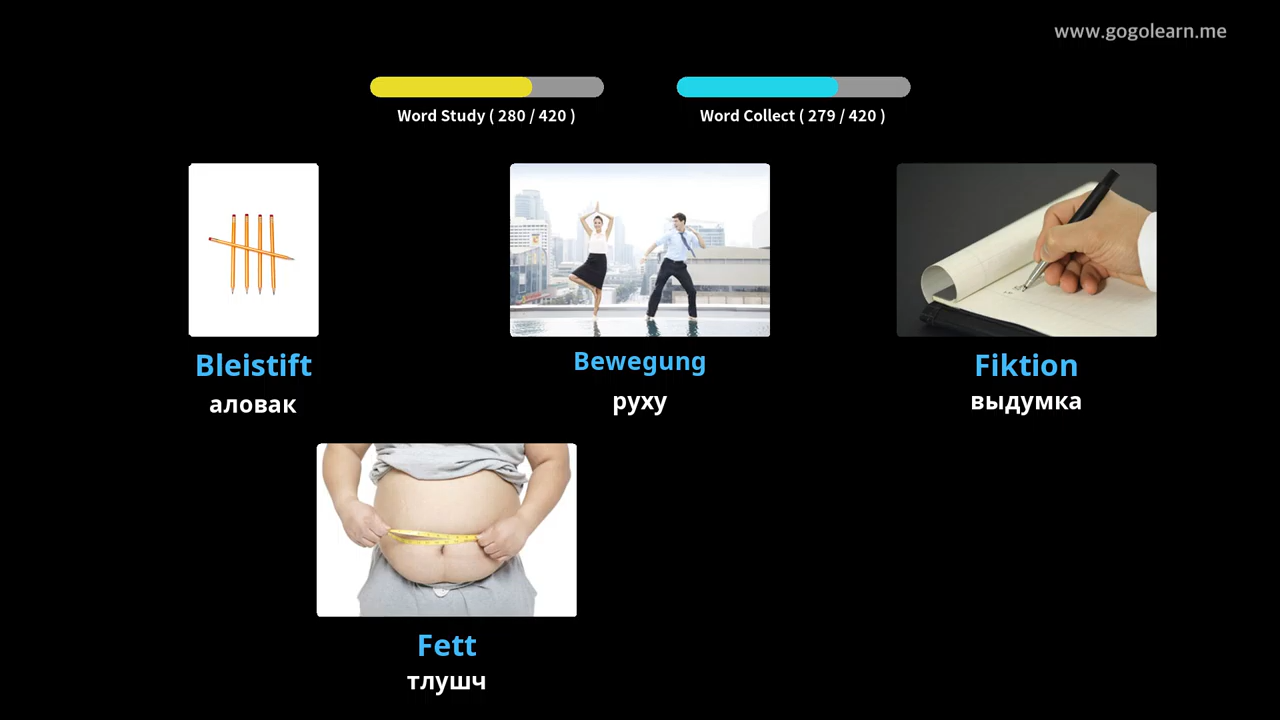 www.gogolearn.me
Word Study ( 280 / 420 )
Word Collect ( 279 / 420 )
Bleistift
аловак
Bewegung
руху
Fiktion
выдумка
Fett
тлушч